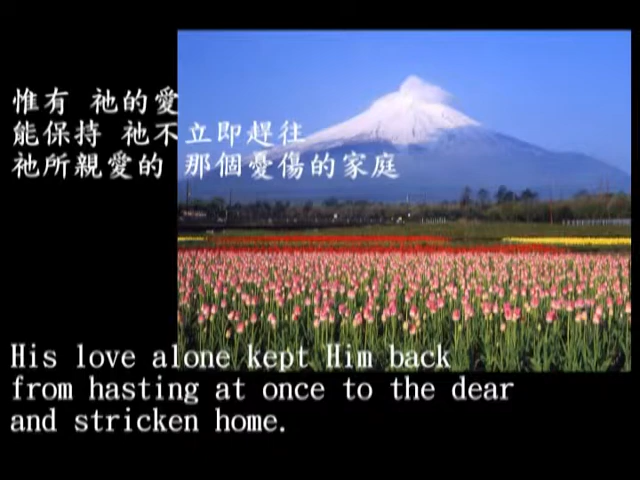 惟有 祂的愛
能保持 祂不立即趕往
祂所親愛的 那個憂傷的家庭
His love alone kept Him back
from hasting at once to the dear
and stricken home.